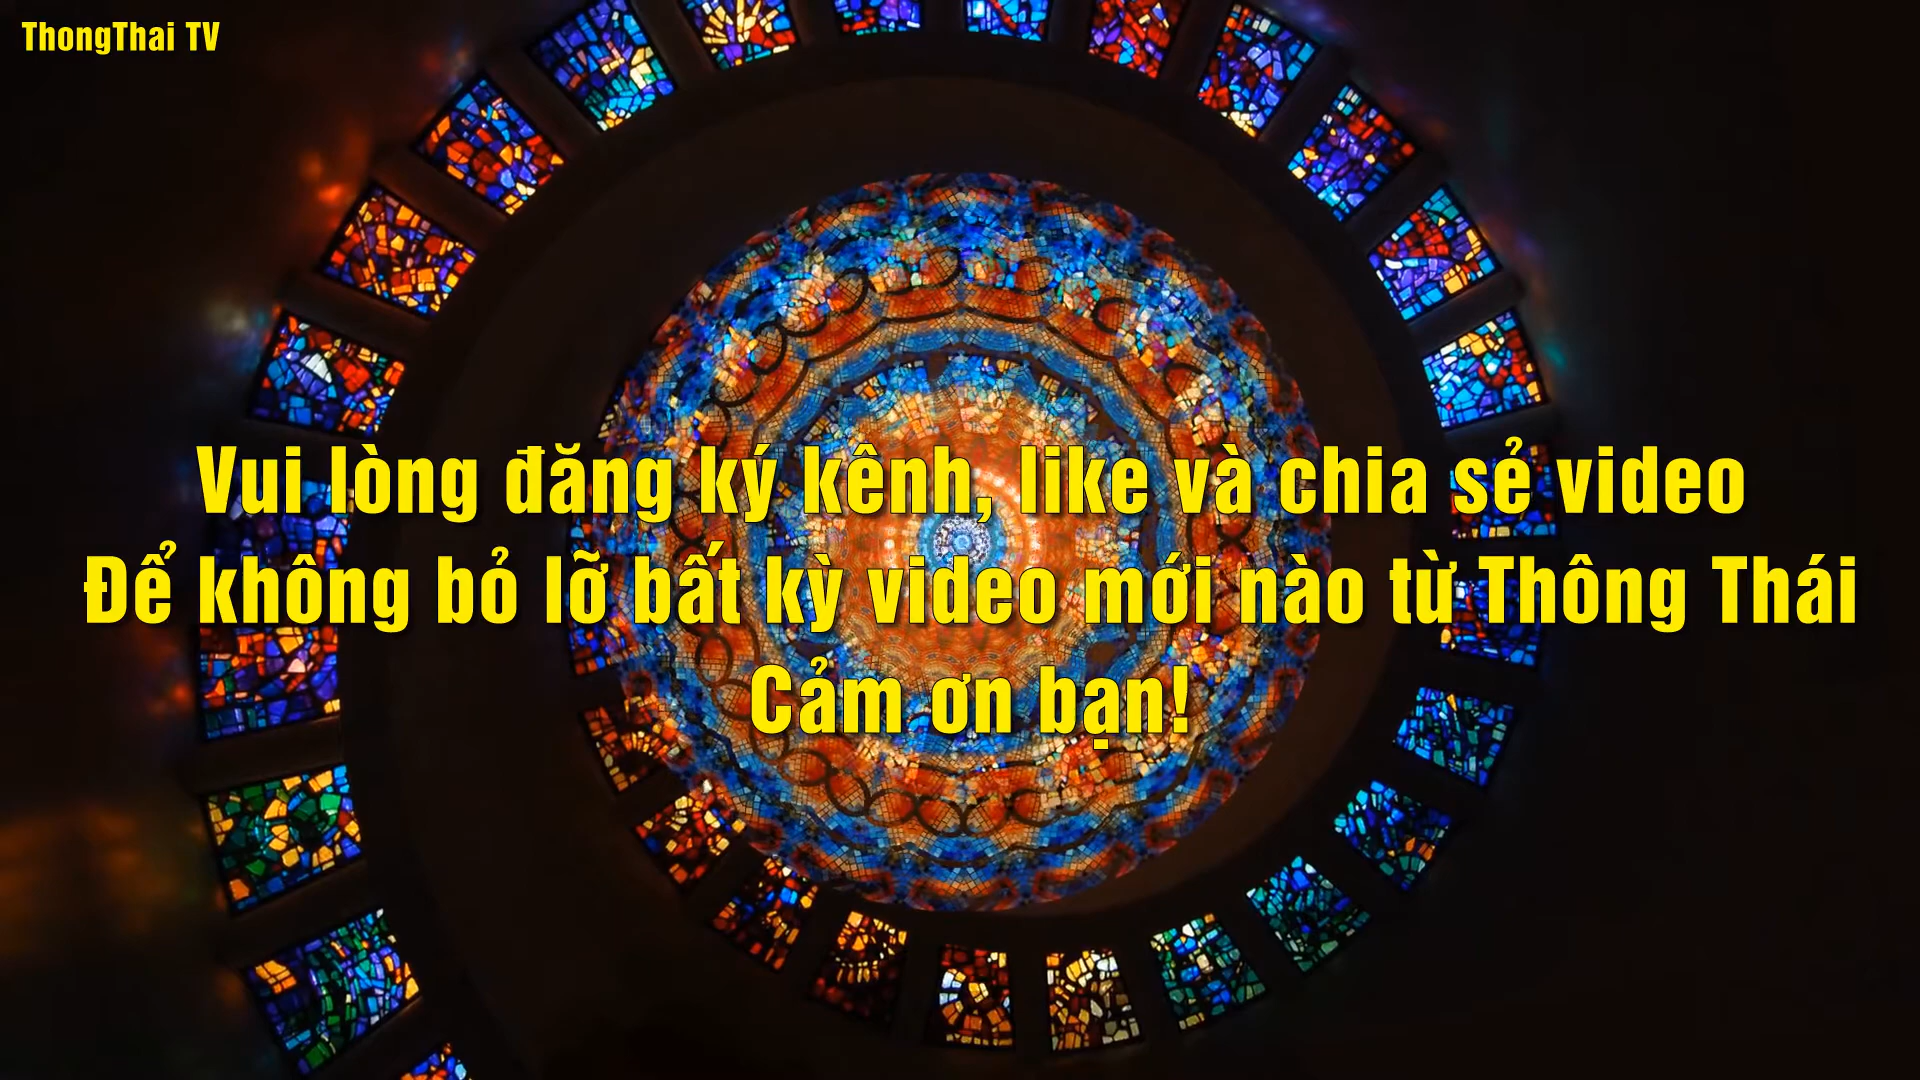 ThongThai TV
Vui lòng đăng ký kênh, like và chia sẻ video
Để không bỏ lỡ bất kỳ video mới nào từ Thông Thái
Cảm ơn bạn!